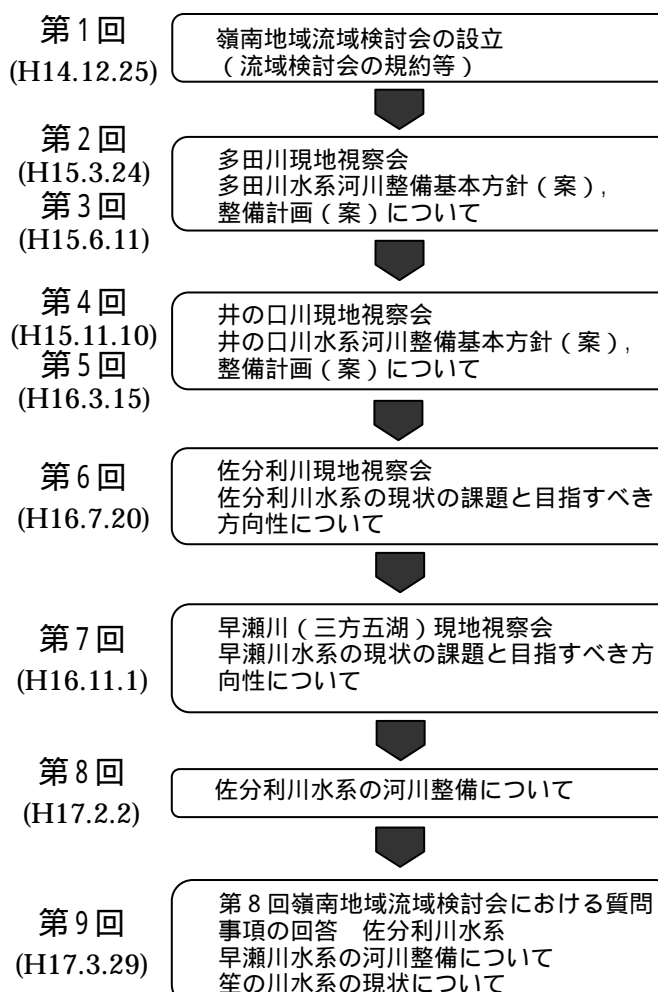 第1回
(H14.12.25)
嶺南地域流域検討会の設立
（流域検討会の規約等）
第2回
(H15.3.24)
第3回
(H15.6.11)
多田川現地視察会
多田川水系河川整備基本方針（案），
整備計画（案）について
第4回
(H15.11.10)
第5回
(H16.3.15)
井の口川現地視察会
井の口川水系河川整備基本方針（案），
整備計画（案）について
第6回
(H16.7.20)
佐分利川現地視察会
佐分利川水系の現状の課題と目指すべき
方向性について
第7回
(H16.11.1)
早瀬川（三方五湖）現地視察会
早瀬川水系の現状の課題と目指すべき方
向性について
第8回
(H17.2.2)
佐分利川水系の河川整備について
第9回
(H17.3.29)
第8回嶺南地域流域検討会における質問
事項の回答　佐分利川水系
早瀬川水系の河川整備について
笙の川水系の現状について